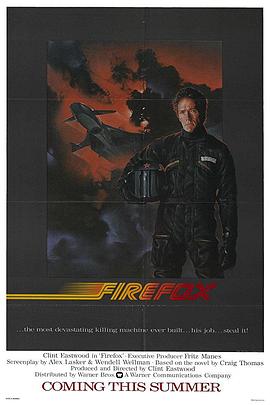 FIREFOX
...the most devastating killing machine ever built...his job...steal it!
Clint Eastwood in "Firefox" Executive Producer Fritz Manes
Screenplay by Alex Lasker & Wendell Wellman · Based on the novel by Craig Thomas
Produced and Directed by Clint Eastwood
Distributed by Warner Bros. A Warner Communications Company
COMING THIS SUMMER